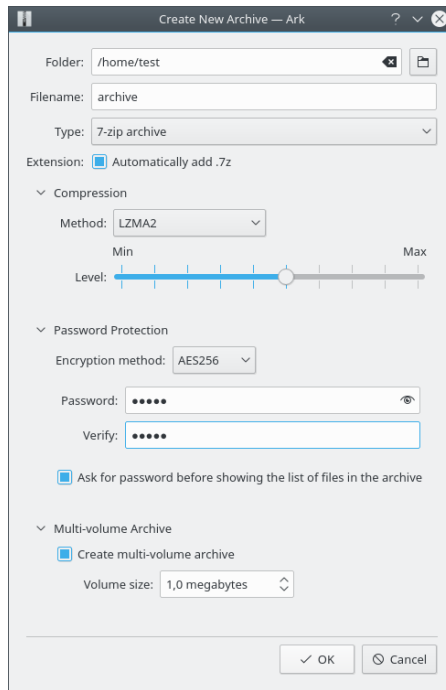 Create New Archive — Ark
Folder: /home/test
Filename: archive
Type: 7-zip archive
Extension: Automatically add .7z
Compression
Method: LZMA2
Min Max
Level:
Password Protection
Encryption method: AES256
Password: •••••
Verify: •••••
Ask for password before showing the list of files in the archive
Multi-volume Archive
Create multi-volume archive
Volume size: 1,0 megabytes
OK Cancel